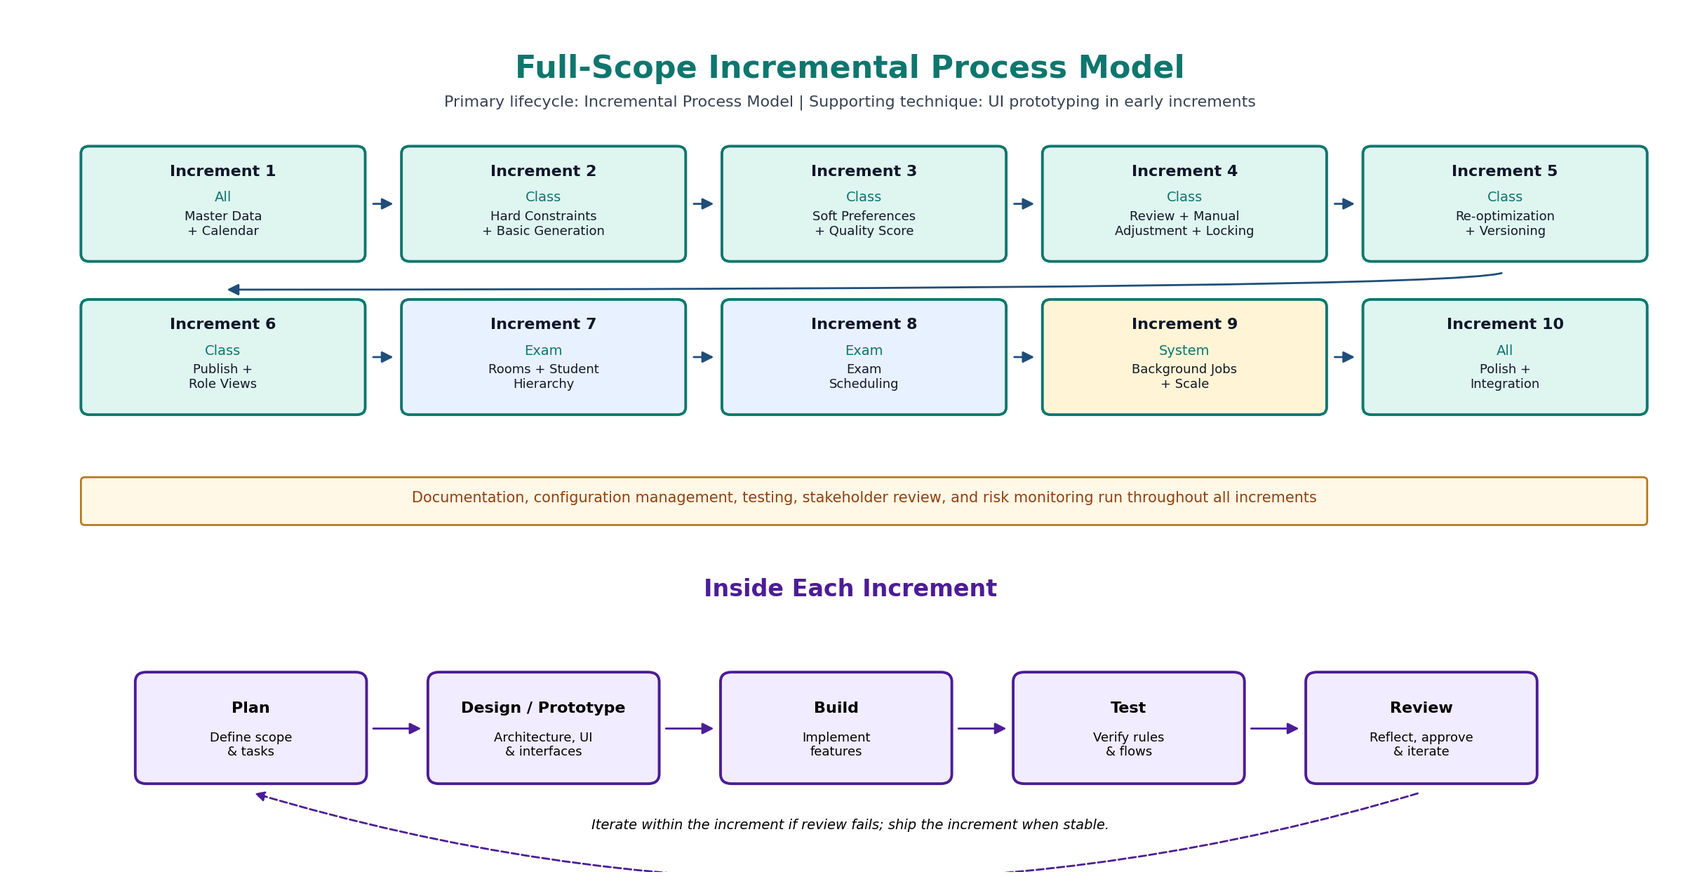 Full-Scope Incremental Process Model
Primary lifecycle: Incremental Process Model | Supporting technique: UI prototyping in early increments
Increment 1
All
Master Data
+ Calendar
Increment 2
Class
Hard Constraints
+ Basic Generation
Increment 3
Class
Soft Preferences
+ Quality Score
Increment 4
Class
Review + Manual
Adjustment + Locking
Increment 5
Class
Re-optimization
+ Versioning
Increment 6
Class
Publish +
Role Views
Increment 7
Exam
Rooms + Student
Hierarchy
Increment 8
Exam
Exam
Scheduling
Increment 9
System
Background Jobs
+ Scale
Increment 10
All
Polish +
Integration
Documentation, configuration management, testing, stakeholder review, and risk monitoring run throughout all increments
Inside Each Increment
Plan
Define scope
& tasks
Design / Prototype
Architecture, UI
& interfaces
Build
Implement
features
Test
Verify rules
& flows
Review
Reflect, approve
& iterate
Iterate within the increment if review fails; ship the increment when stable.